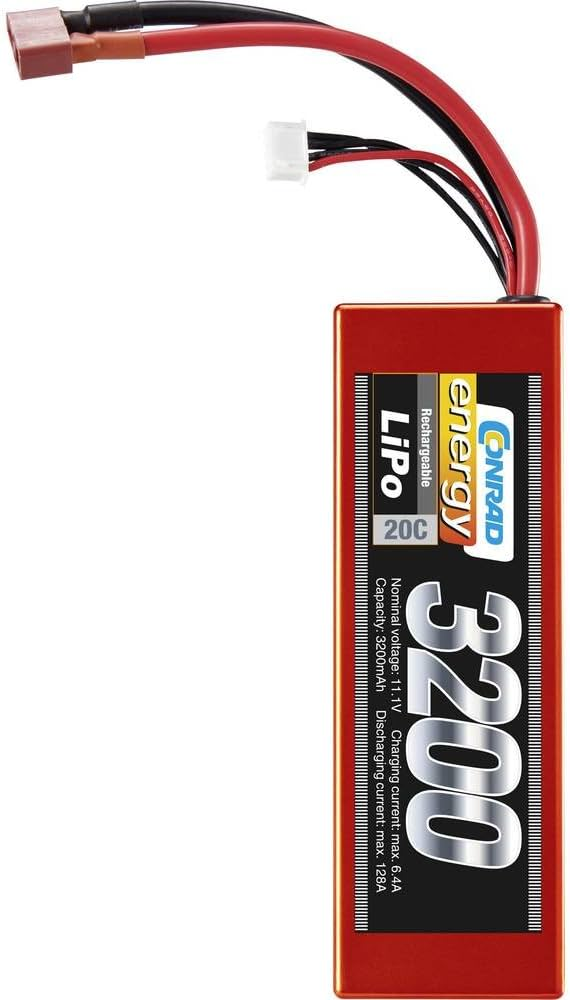 CONRAD
energy
Rechargeable
LiPo
20C
3200
Nominal voltage: 11.1V Charging current: max. 6.4A
Capacity: 3200mAh Discharging current: max. 128A